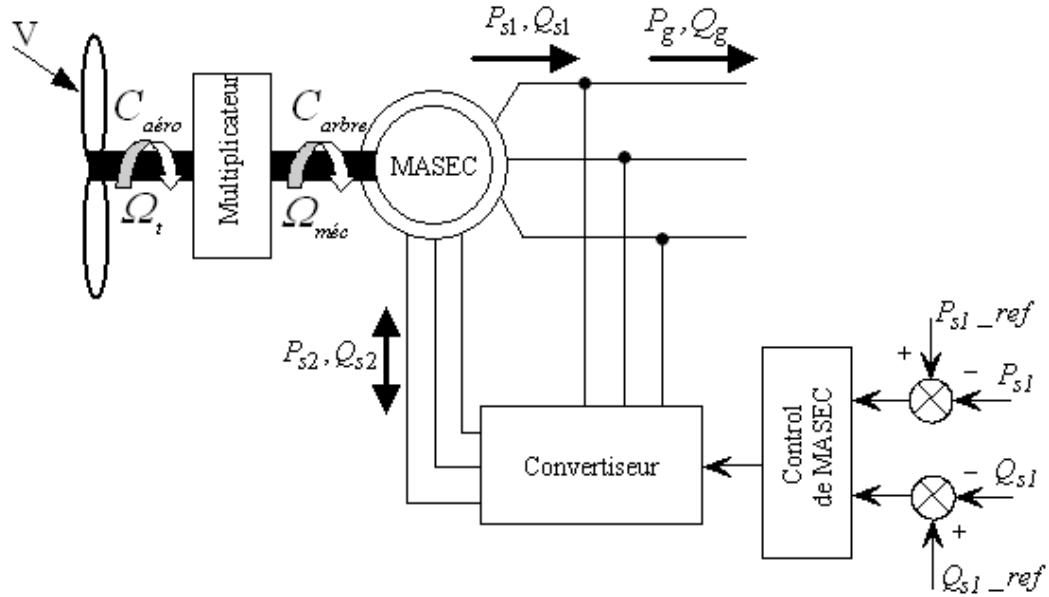 V
P_s1, Q_s1
P_g, Q_g
C_aéro
Multiplicateur
C_arbre
MASEC
Ω_t
Ω_méc
P_s2, Q_s2
Convertiseur
Control
de MASEC
P_s1_ref
+
−
P_s1
−
Q_s1
+
Q_s1_ref